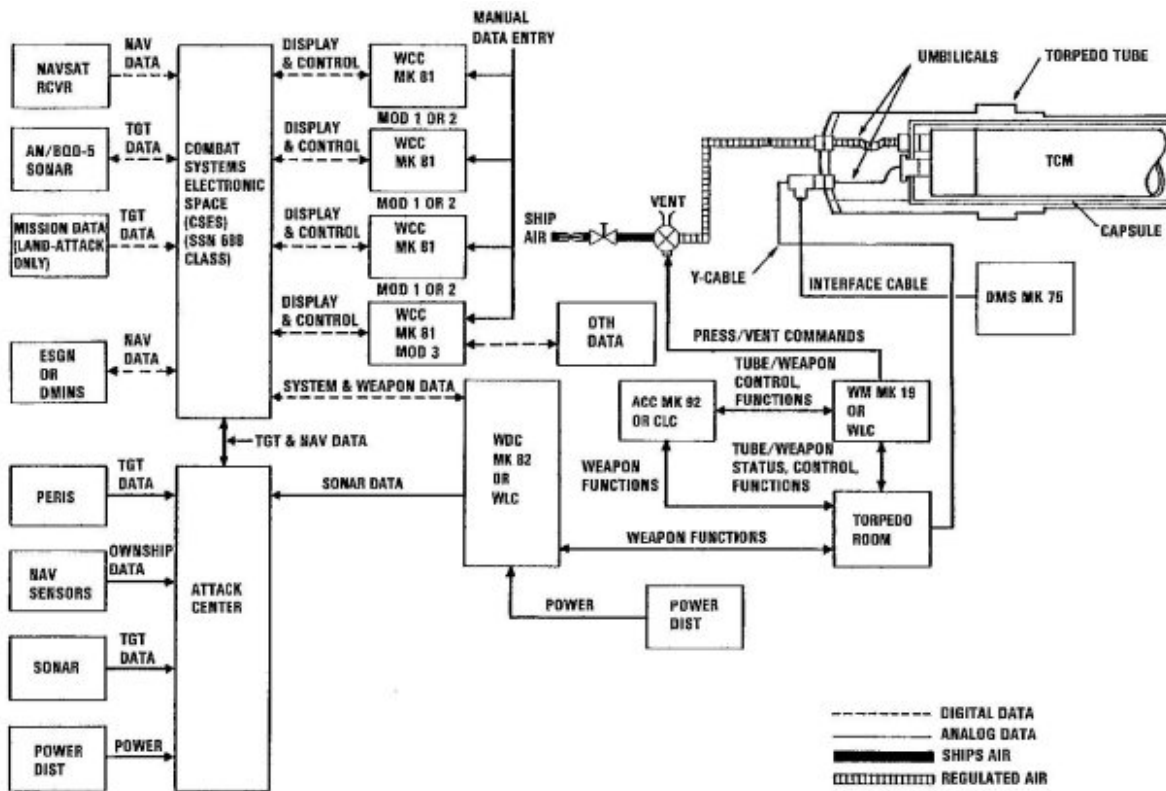 NAVSAT
RCVR
NAV
DATA
AN/BQQ-5
SONAR
TGT
DATA
MISSION DATA
(LAND-ATTACK
ONLY)
TGT
DATA
ESGN
OR
DMINS
NAV
DATA
COMBAT
SYSTEMS
ELECTRONIC
SPACE
(CSES)
(SSN 688
CLASS)
DISPLAY
& CONTROL
WCC
MK 81
MOD 1 OR 2
DISPLAY
& CONTROL
WCC
MK 81
MOD 1 OR 2
DISPLAY
& CONTROL
WCC
MK 81
MOD 1 OR 2
DISPLAY
& CONTROL
WCC
MK 81
MOD 3
MANUAL
DATA ENTRY
OTH
DATA
SYSTEM & WEAPON DATA
TGT & NAV DATA
SONAR DATA
WDC
MK 82
OR
WLC
PERIS
TGT
DATA
NAV
SENSORS
OWNSHIP
DATA
SONAR
TGT
DATA
POWER
DIST
POWER
ATTACK
CENTER
POWER
POWER
DIST
UMBILICALS
TORPEDO TUBE
TCM
CAPSULE
SHIP
AIR
VENT
Y-CABLE
INTERFACE CABLE
DMS MK 75
PRESS/VENT COMMANDS
TUBE/WEAPON
CONTROL,
FUNCTIONS
ACC MK 92
OR CLC
WM MK 19
OR
WLC
WEAPON
FUNCTIONS
TUBE/WEAPON
STATUS, CONTROL,
FUNCTIONS
TORPEDO
ROOM
WEAPON FUNCTIONS
DIGITAL DATA
ANALOG DATA
SHIPS AIR
REGULATED AIR